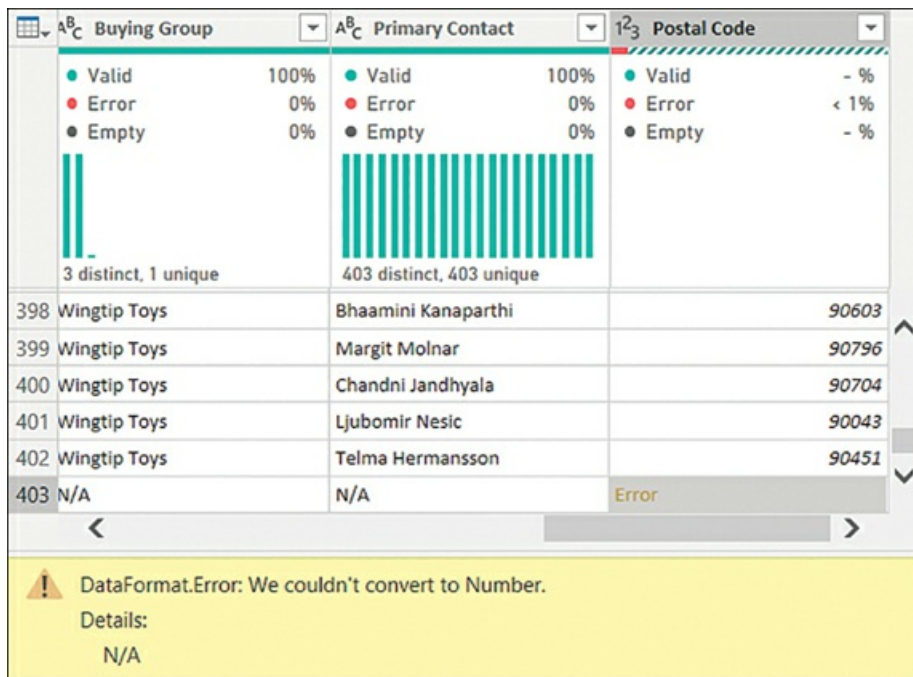 ABC Buying Group ABC Primary Contact 123 Postal Code
Valid 100% Valid 100% Valid - %
Error 0% Error 0% Error < 1%
Empty 0% Empty 0% Empty - %
3 distinct, 1 unique 403 distinct, 403 unique
398 Wingtip Toys Bhaamini Kanaparthi 90603
399 Wingtip Toys Margit Molnar 90796
400 Wingtip Toys Chandni Jandhyala 90704
401 Wingtip Toys Ljubomir Nesic 90043
402 Wingtip Toys Telma Hermansson 90451
403 N/A N/A Error
DataFormat.Error: We couldn't convert to Number.
Details:
N/A